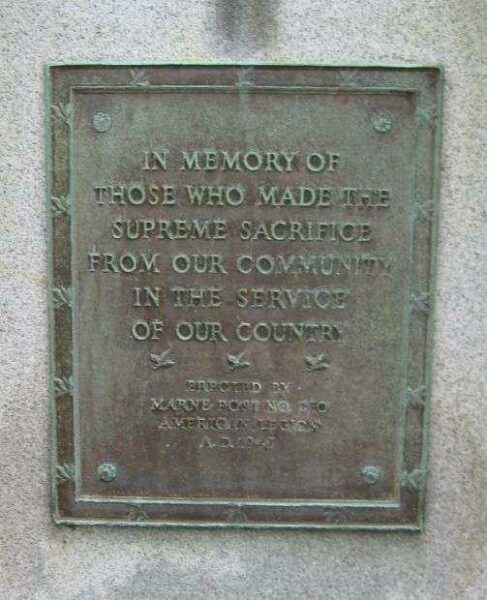 IN MEMORY OF
THOSE WHO MADE THE
SUPREME SACRIFICE
FROM OUR COMMUNITY
IN THE SERVICE
OF OUR COUNTRY
ERECTED BY
MARNE POST NO.
AMERICAN LEGION
A.D.